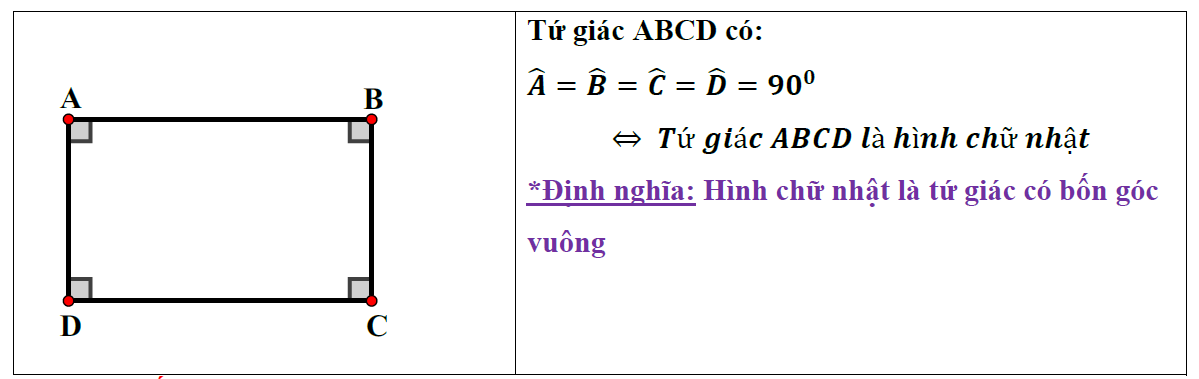 A
B
D
C
Tứ giác ABCD có:
Â = B̂ = Ĉ = D̂ = 90⁰
⇔ Tứ giác ABCD là hình chữ nhật
*Định nghĩa: Hình chữ nhật là tứ giác có bốn góc
vuông